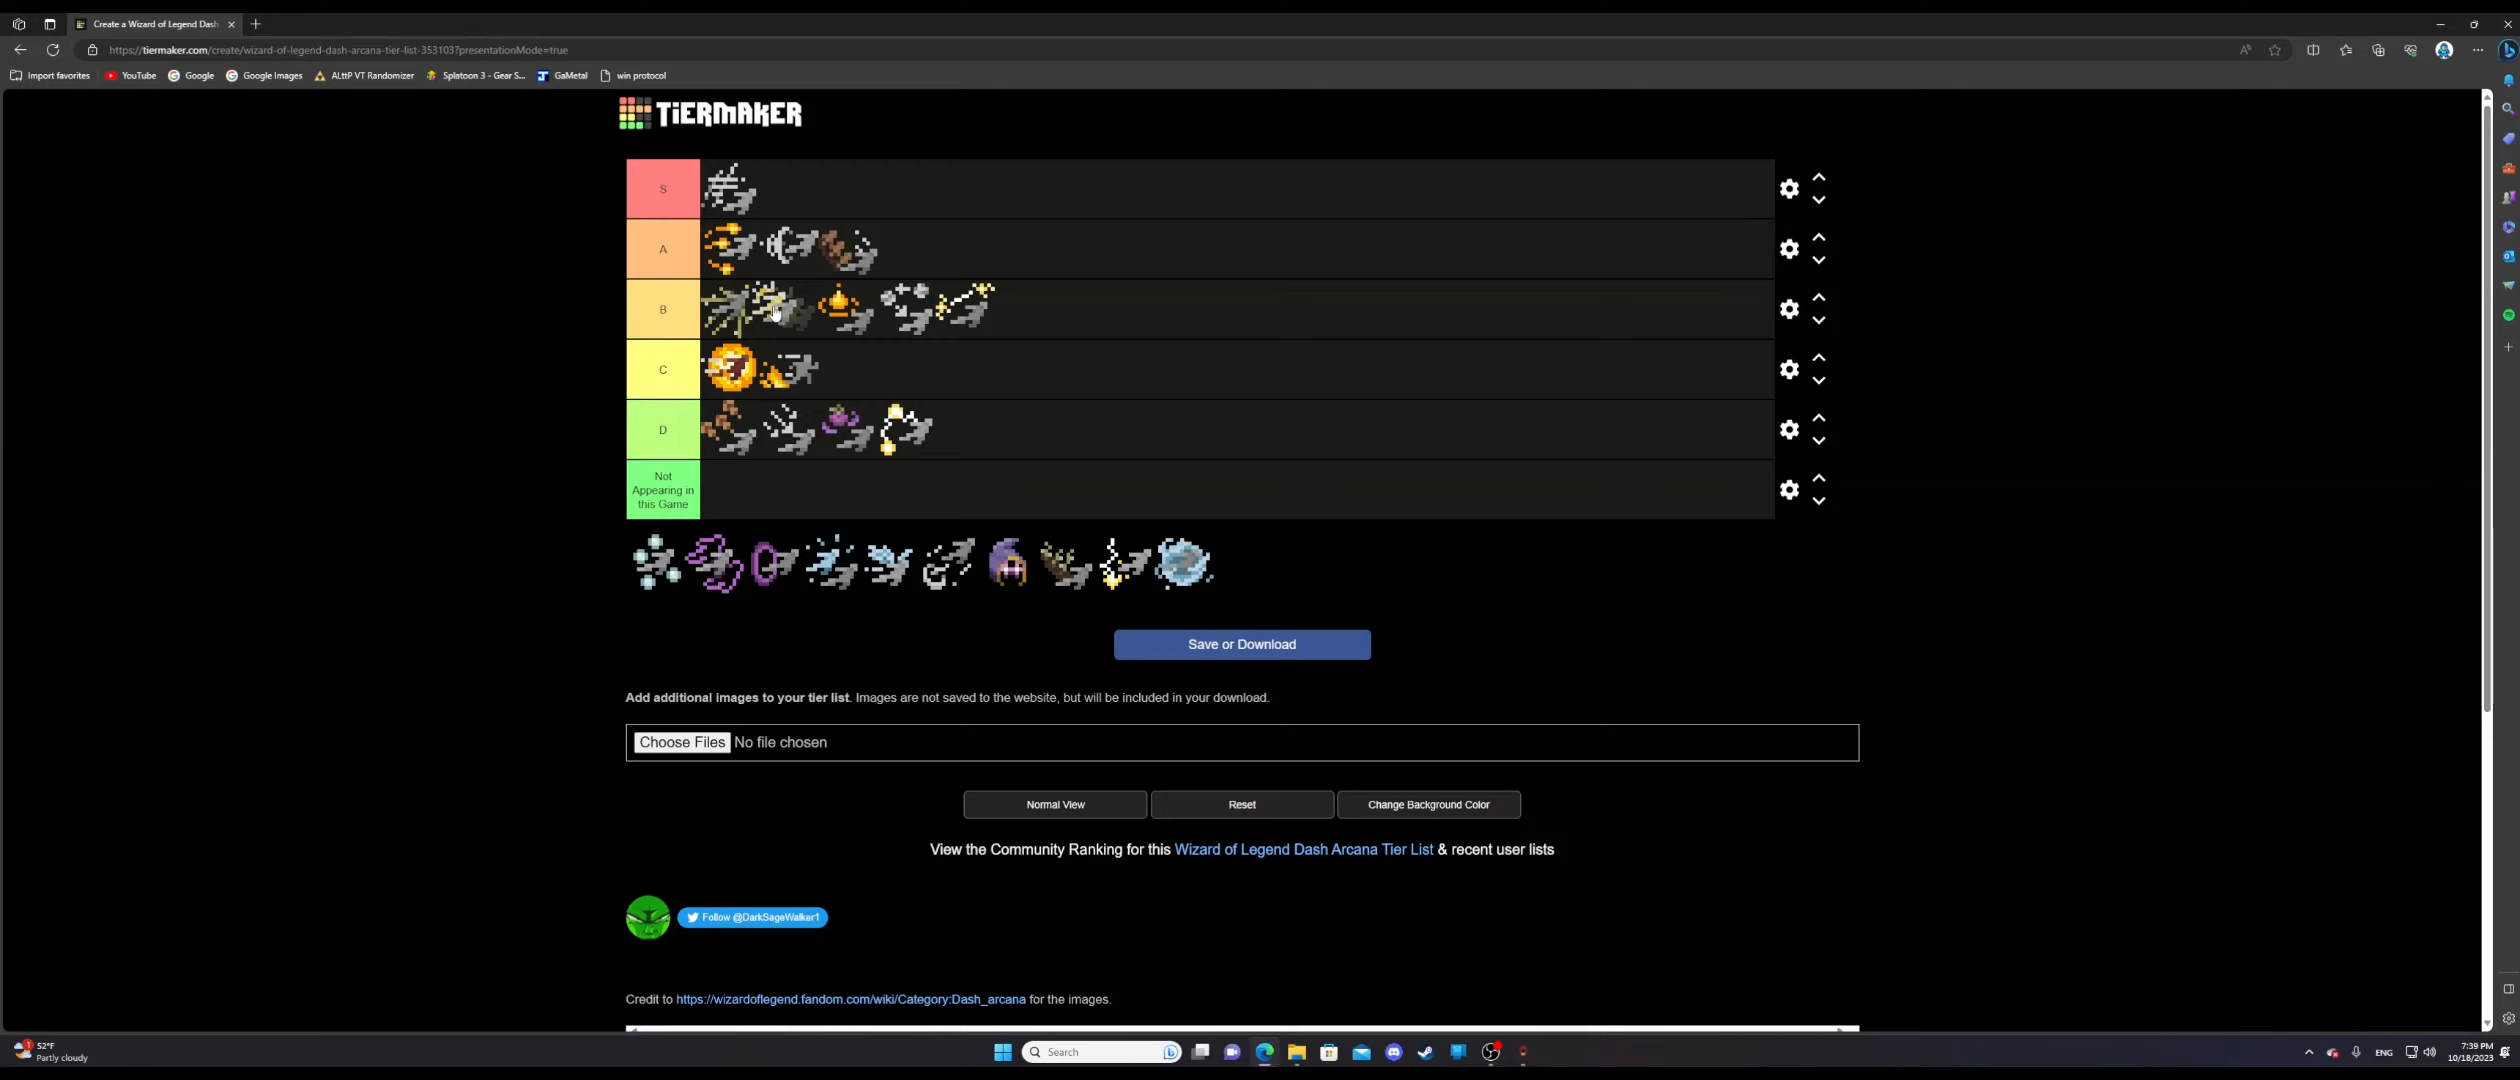 Create a Wizard of Legend Dash
https://tiermaker.com/create/wizard-of-legend-dash-arcana-tier-list-353103?presentationMode=true
Import favorites YouTube Google Google Images ALttP VT Randomizer Splatoon 3 - Gear S... GaMetal win protocol
TIERMAKER
S
A
B
C
D
Not
Appearing in
this Game
Save or Download
Add additional images to your tier list. Images are not saved to the website, but will be included in your download.
Choose Files No file chosen
Normal View Reset Change Background Color
View the Community Ranking for this Wizard of Legend Dash Arcana Tier List & recent user lists
Follow @DarkSageWalker1
Credit to https://wizardoflegend.fandom.com/wiki/Category:Dash_arcana for the images.
1
52°F
Partly cloudy
Search
ENG
7:39 PM
10/18/2023